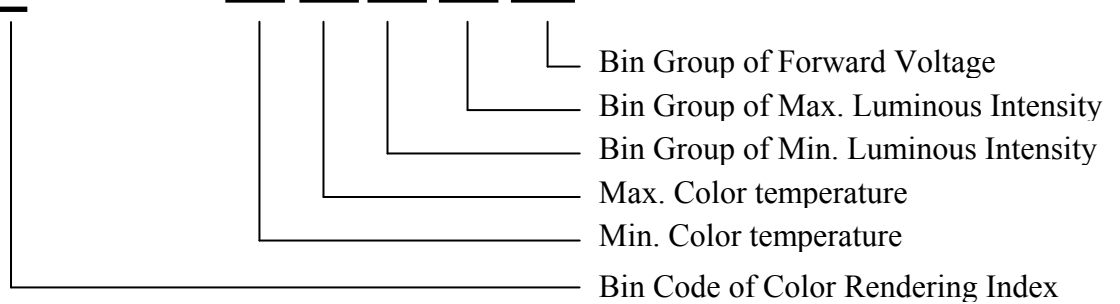 Bin Group of Forward Voltage
Bin Group of Max. Luminous Intensity
Bin Group of Min. Luminous Intensity
Max. Color temperature
Min. Color temperature
Bin Code of Color Rendering Index